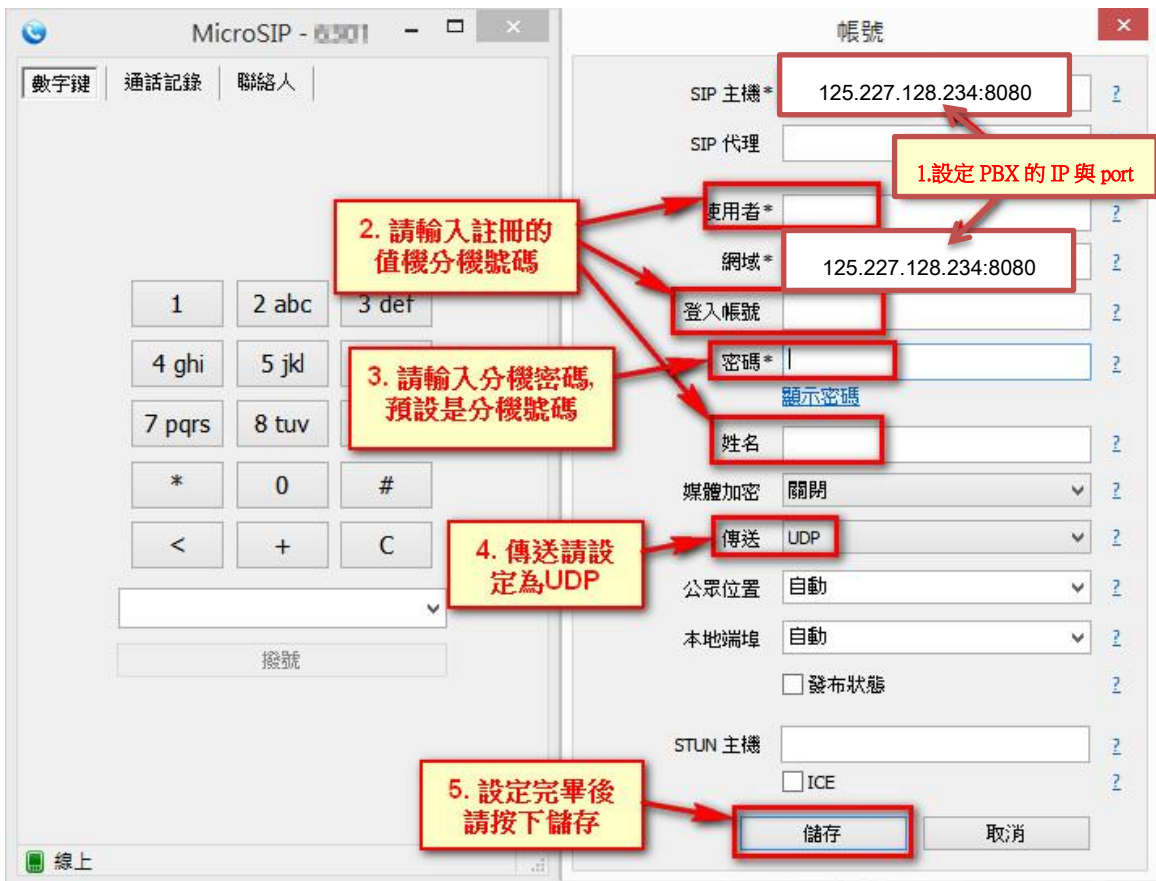 MicroSIP -
數字鍵
通話記錄
聯絡人
1
2 abc
3 def
4 ghi
5 jkl
7 pqrs
8 tuv
*
0
#
<
+
C
撥號
線上
帳號
SIP 主機*
125.227.128.234:8080
?
SIP 代理
1.設定 PBX 的 IP 與 port
使用者*
?
2. 請輸入註冊的
值機分機號碼
網域*
125.227.128.234:8080
?
登入帳號
?
密碼*
?
顯示密碼
3. 請輸入分機密碼,
預設是分機號碼
姓名
?
媒體加密
關閉
?
傳送
UDP
?
4. 傳送請設
定為UDP
公眾位置
自動
?
本地端埠
自動
?
發布狀態
?
STUN 主機
?
ICE
?
5. 設定完畢後
請按下儲存
儲存
取消